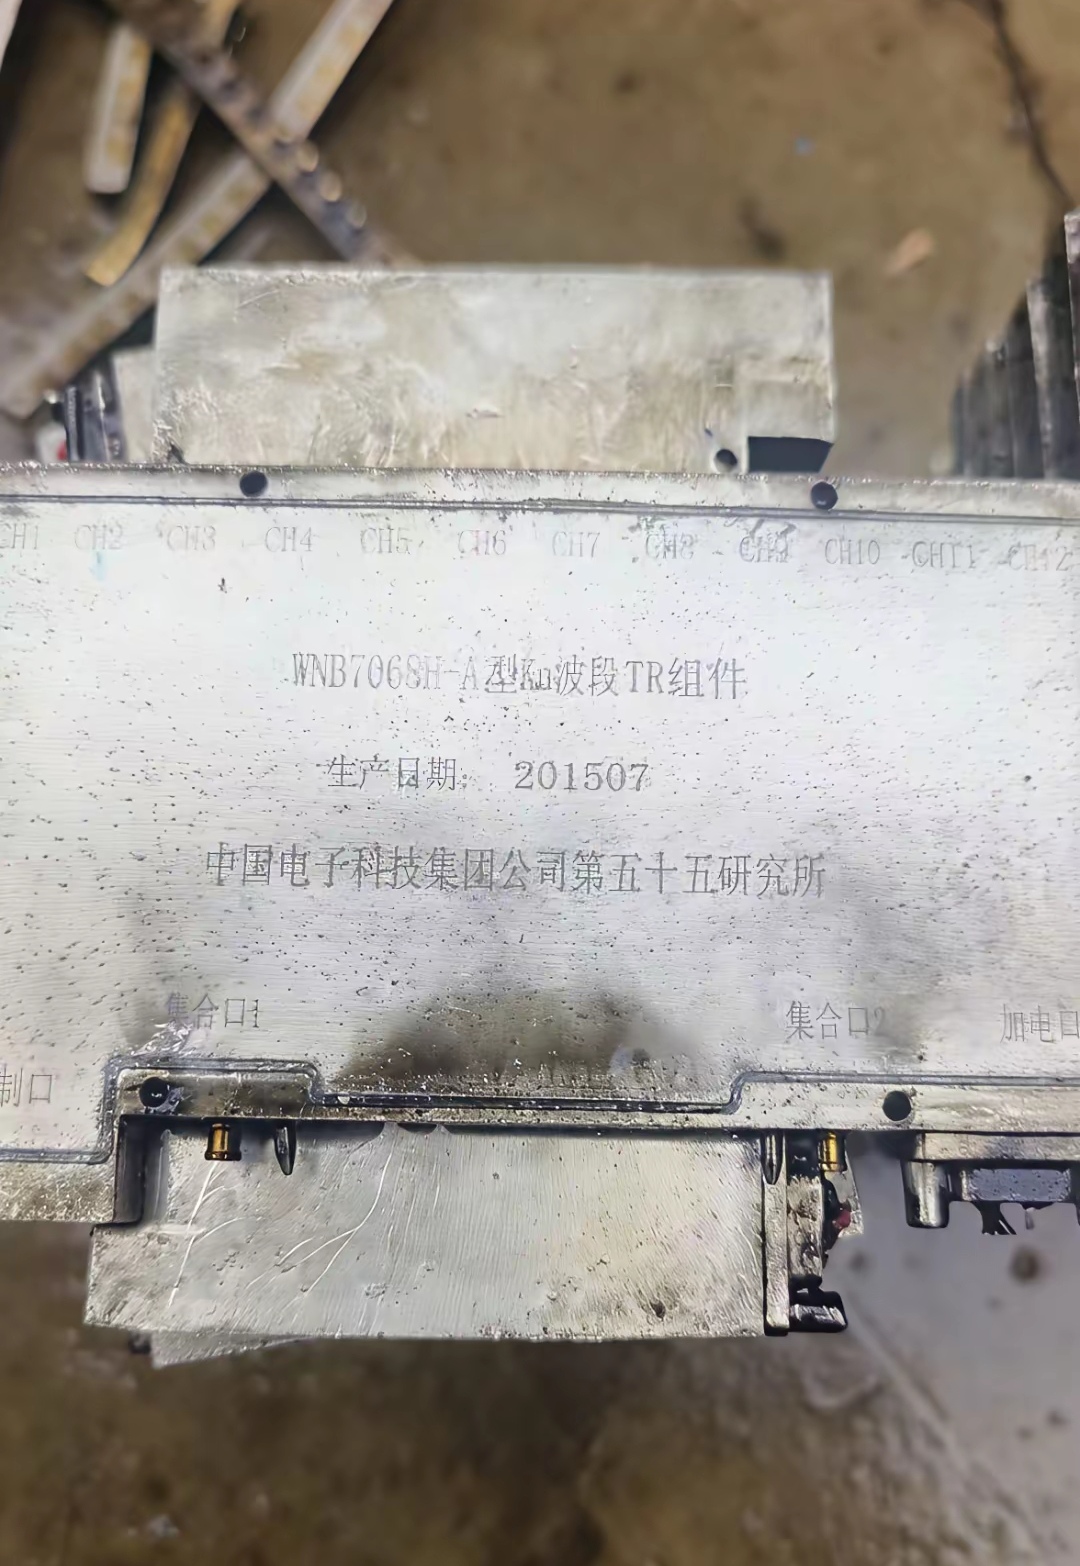 CH1 CH2 CH3 CH4 CH5 CH6 CH7 CH8 CH9 CH10 CH11 CH12
WNB7068H-A型Ku波段TR组件
生产日期: 201507
中国电子科技集团公司第五十五研究所
集合口1 集合口2 加电口
制口